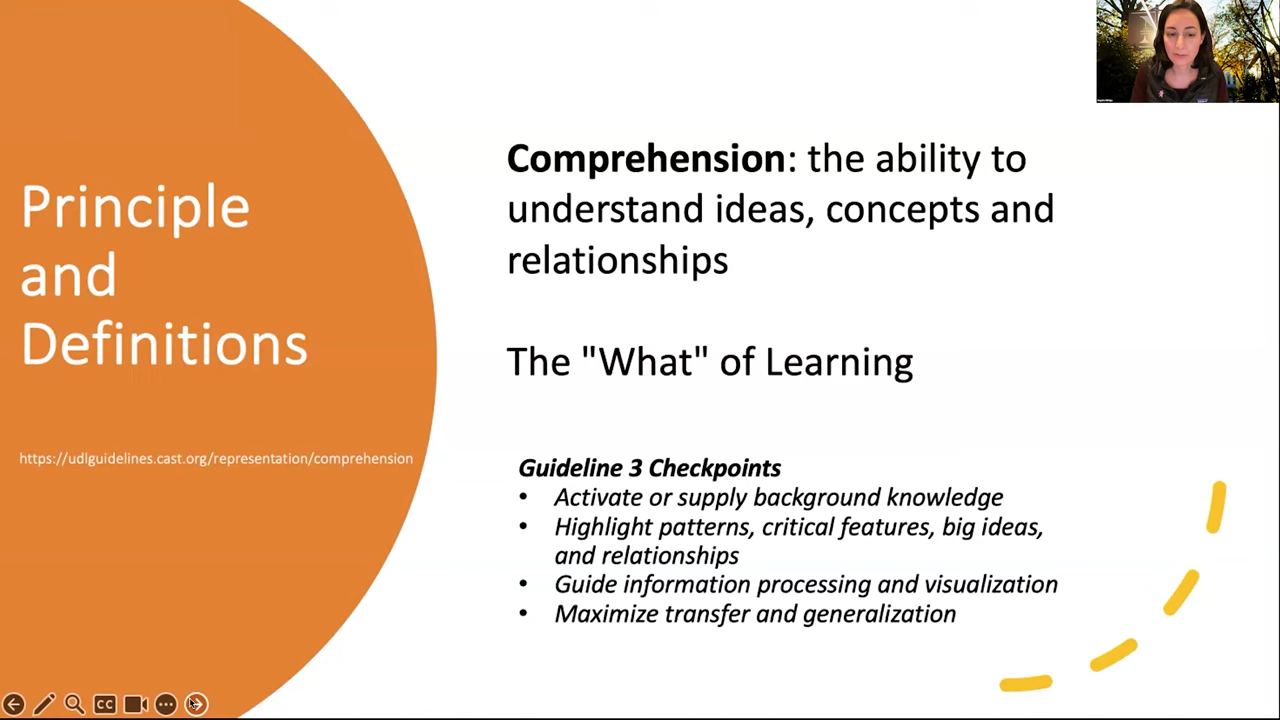 Principle
and
Definitions
https://udlguidelines.cast.org/representation/comprehension
Comprehension: the ability to
understand ideas, concepts and
relationships
The "What" of Learning
Guideline 3 Checkpoints
• Activate or supply background knowledge
• Highlight patterns, critical features, big ideas,
and relationships
• Guide information processing and visualization
• Maximize transfer and generalization
CC